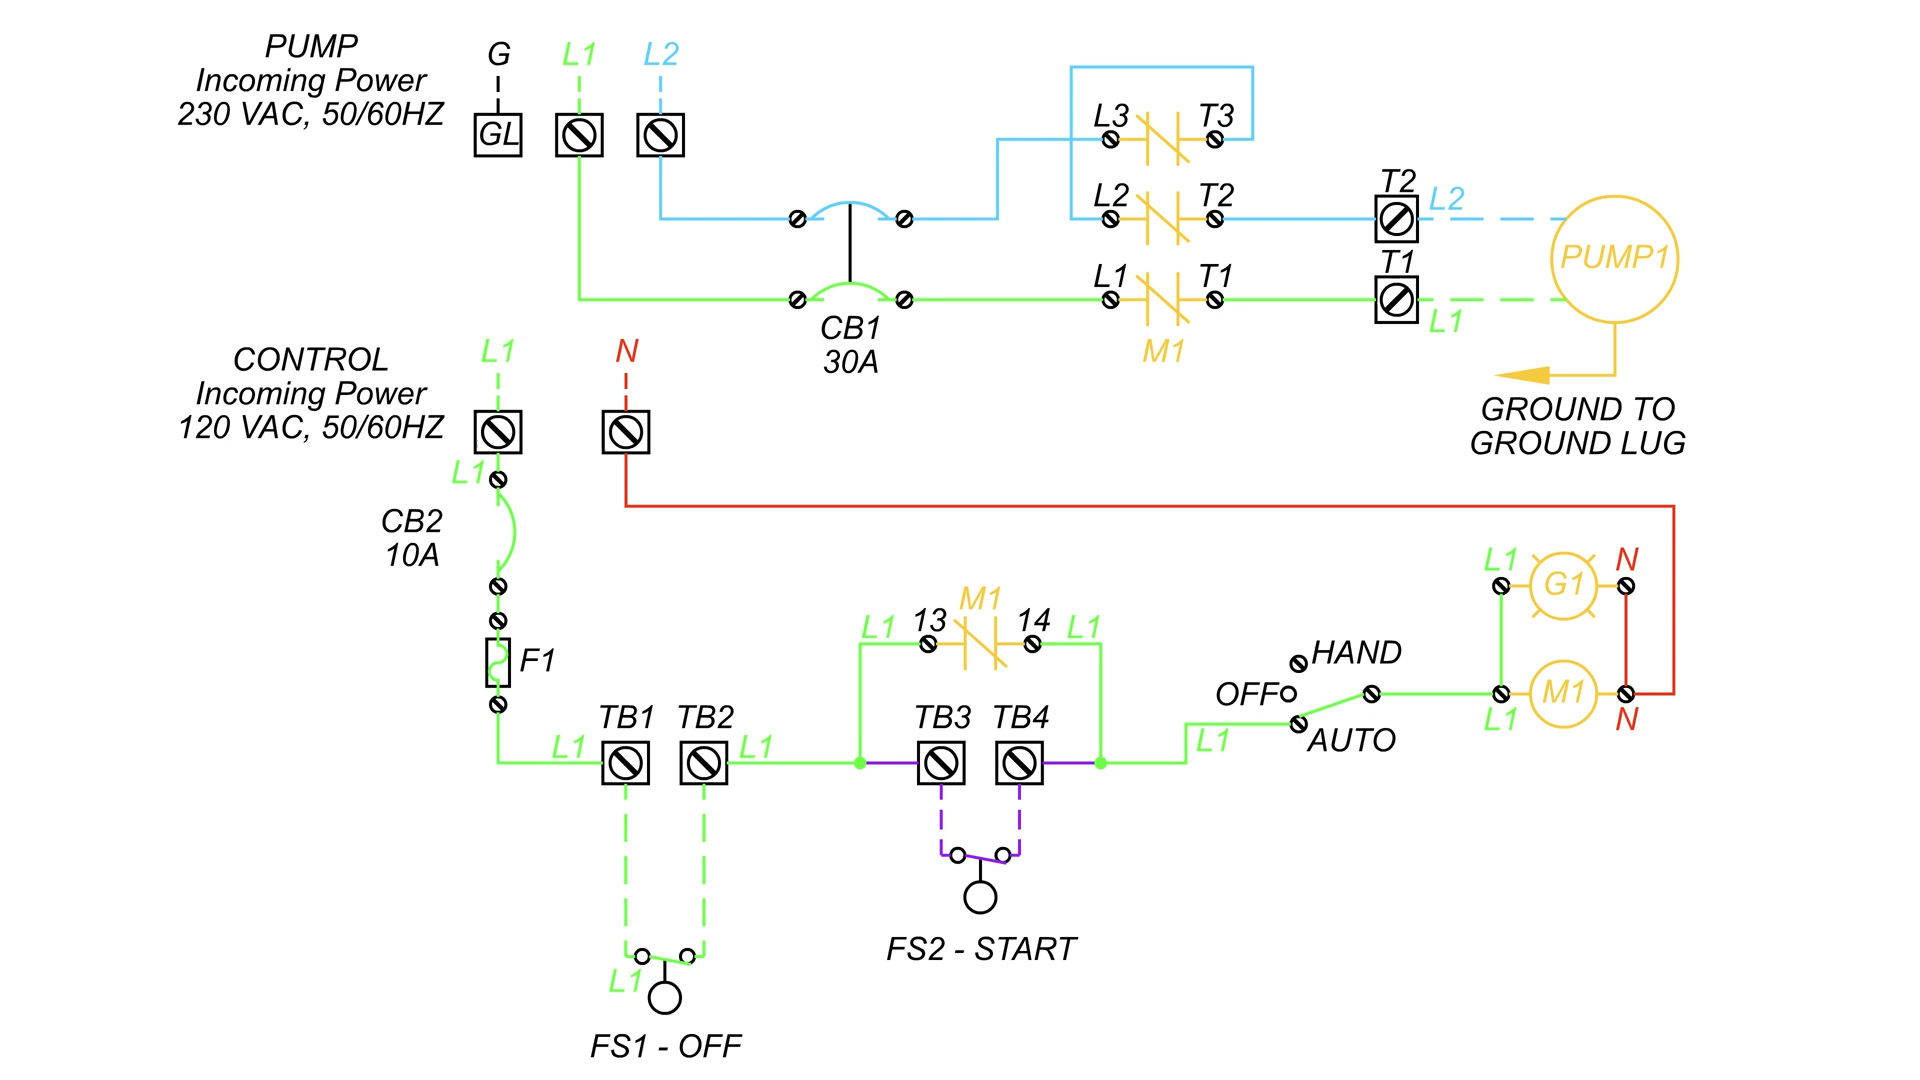 PUMP
Incoming Power
230 VAC, 50/60HZ
G
L1
L2
GL
L3
T3
L2
T2
L1
T1
M1
CB1
30A
T2
L2
T1
L1
PUMP1
GROUND TO
GROUND LUG
CONTROL
Incoming Power
120 VAC, 50/60HZ
L1
N
L1
CB2
10A
F1
L1
TB1
TB2
L1
L1
13
M1
14
L1
TB3
TB4
L1
HAND
OFF
AUTO
L1
G1
N
L1
M1
N
FS2 - START
L1
FS1 - OFF